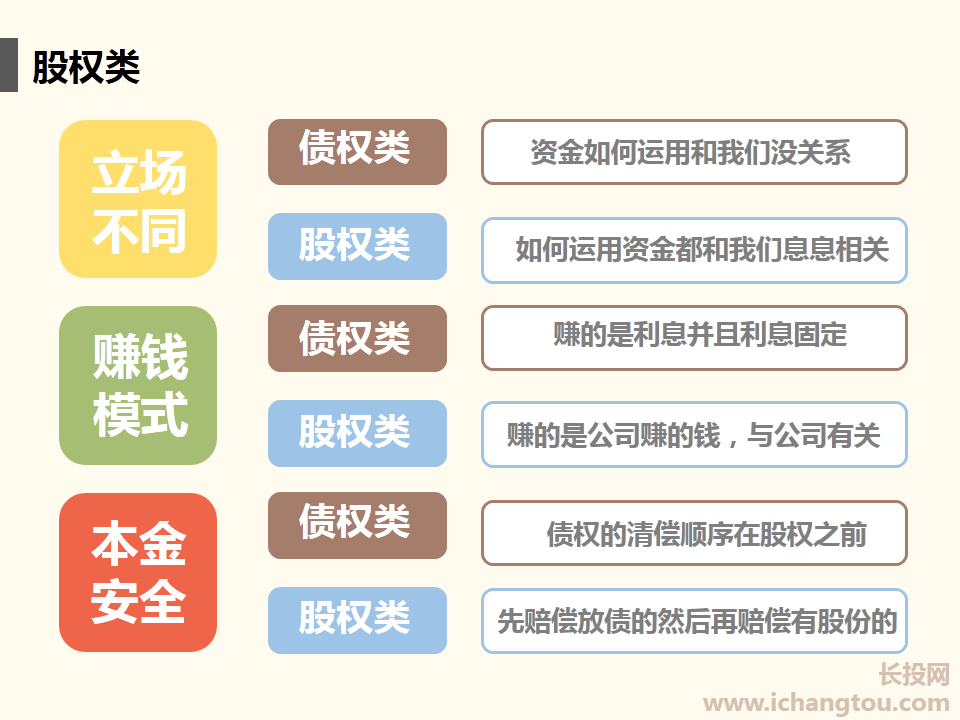 股权类
立场
不同
债权类
资金如何运用和我们没关系
股权类
如何运用资金都和我们息息相关
赚钱
模式
债权类
赚的是利息并且利息固定
股权类
赚的是公司赚的钱，与公司有关
本金
安全
债权类
债权的清偿顺序在股权之前
股权类
先赔偿放债的然后再赔偿有股份的
长投网
www.ichangtou.com